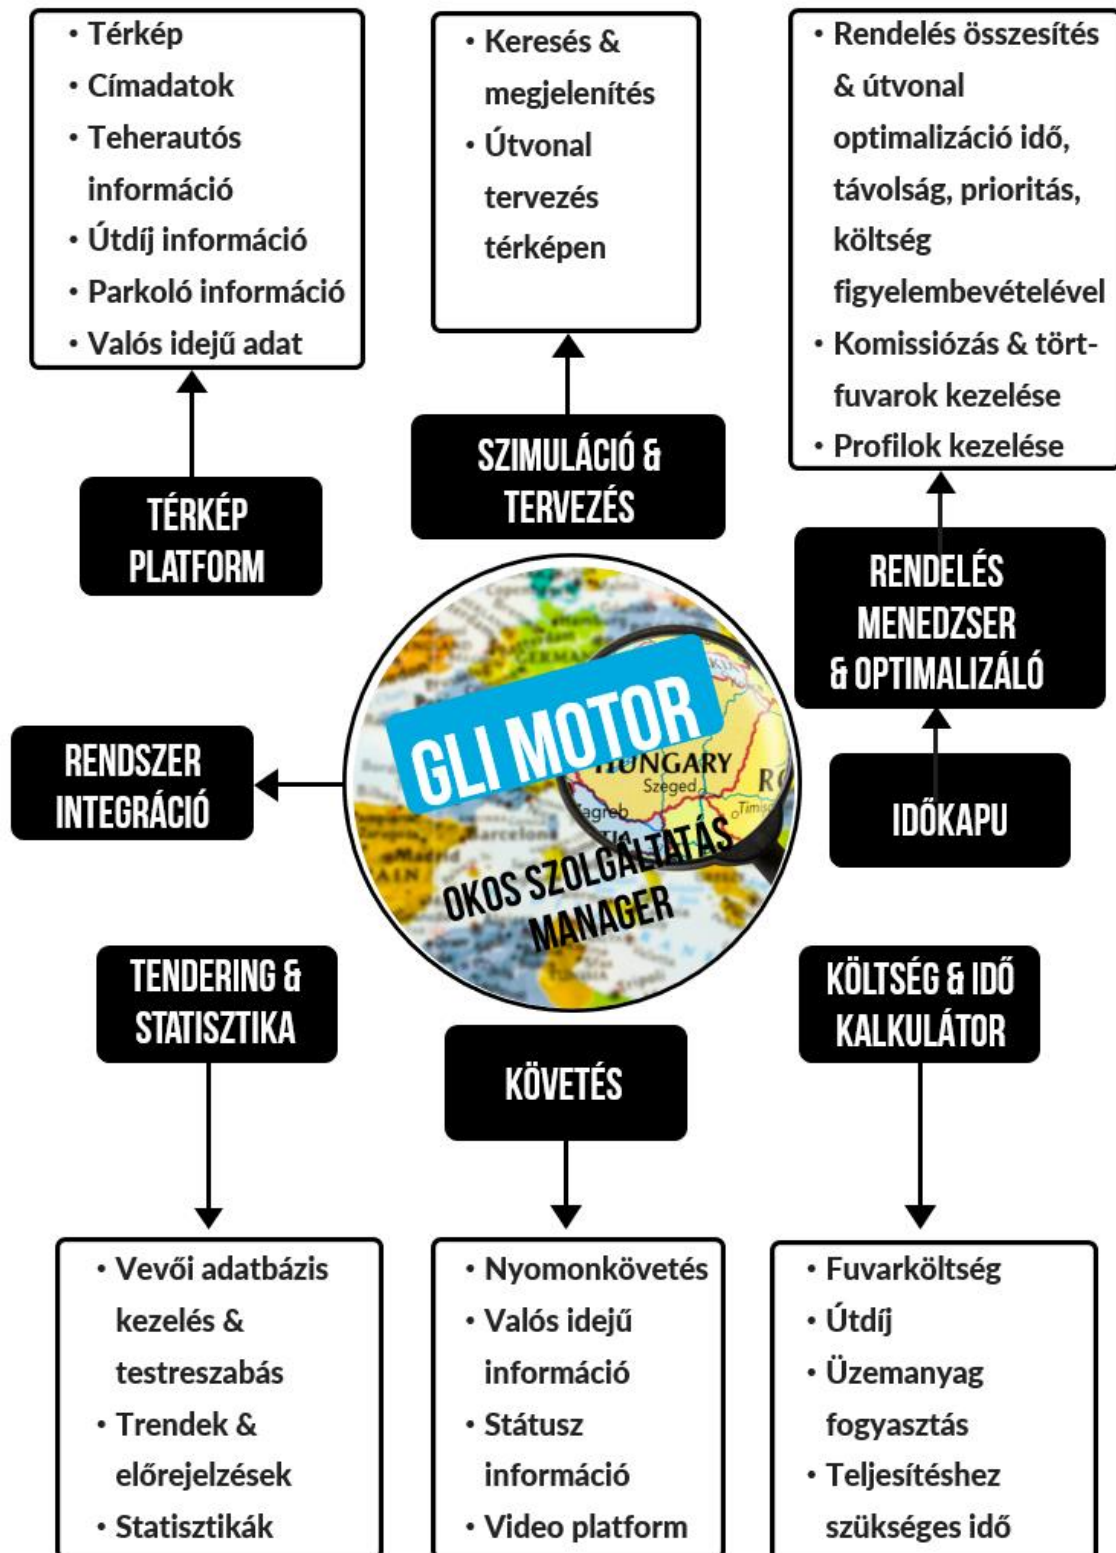 • Térkép
• Címadatok
• Teherautós
információ
• Útdíj információ
• Parkoló információ
• Valós idejű adat
• Keresés &
megjelenítés
• Útvonal
tervezés
térképen
• Rendelés összesítés
& útvonal
optimalizáció idő,
távolság, prioritás,
költség
figyelembevételével
• Komissiózás & tört-
fuvarok kezelése
• Profilok kezelése
TÉRKÉP
PLATFORM
SZIMULÁCIÓ &
TERVEZÉS
RENDELÉS
MENEDZSER
& OPTIMALIZÁLÓ
RENDSZER
INTEGRÁCIÓ
GLI MOTOR
HUNGARY
Szeged
Zagreb
Barcelona
Madrid
OKOS SZOLGÁLTATÁS
MANAGER
IDŐKAPU
TENDERING &
STATISZTIKA
KÖVETÉS
KÖLTSÉG & IDŐ
KALKULÁTOR
• Vevői adatbázis
kezelés &
testreszabás
• Trendek &
előrejelzések
• Statisztikák
• Nyomonkövetés
• Valós idejű
információ
• Státusz
információ
• Video platform
• Fuvarköltség
• Útdíj
• Üzemanyag
fogyasztás
• Teljesítéshez
szükséges idő